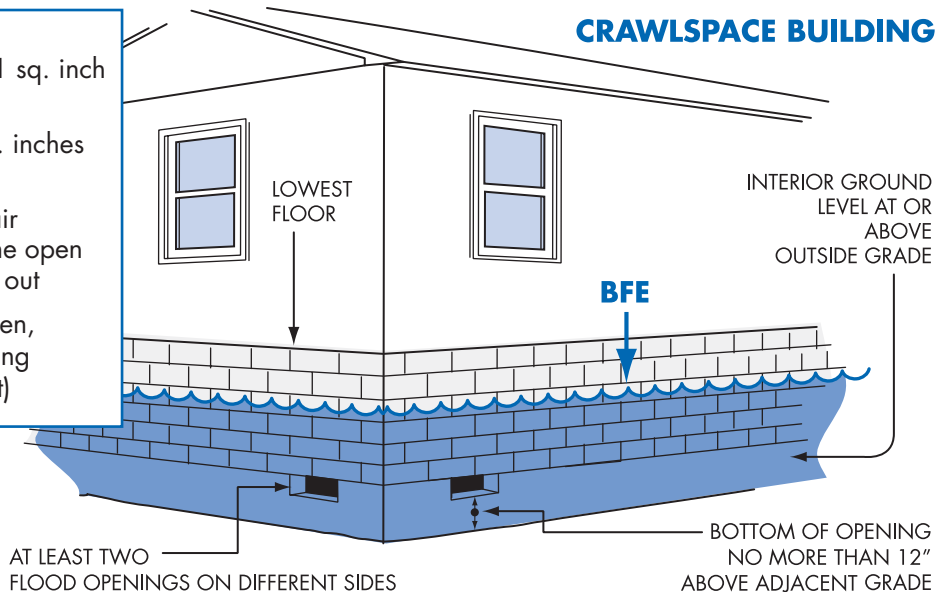 CRAWLSPACE BUILDING
sq. inch
inches
open
out
LOWEST
FLOOR
INTERIOR GROUND
LEVEL AT OR
ABOVE
OUTSIDE GRADE
BFE
AT LEAST TWO
FLOOD OPENINGS ON DIFFERENT SIDES
BOTTOM OF OPENING
NO MORE THAN 12”
ABOVE ADJACENT GRADE